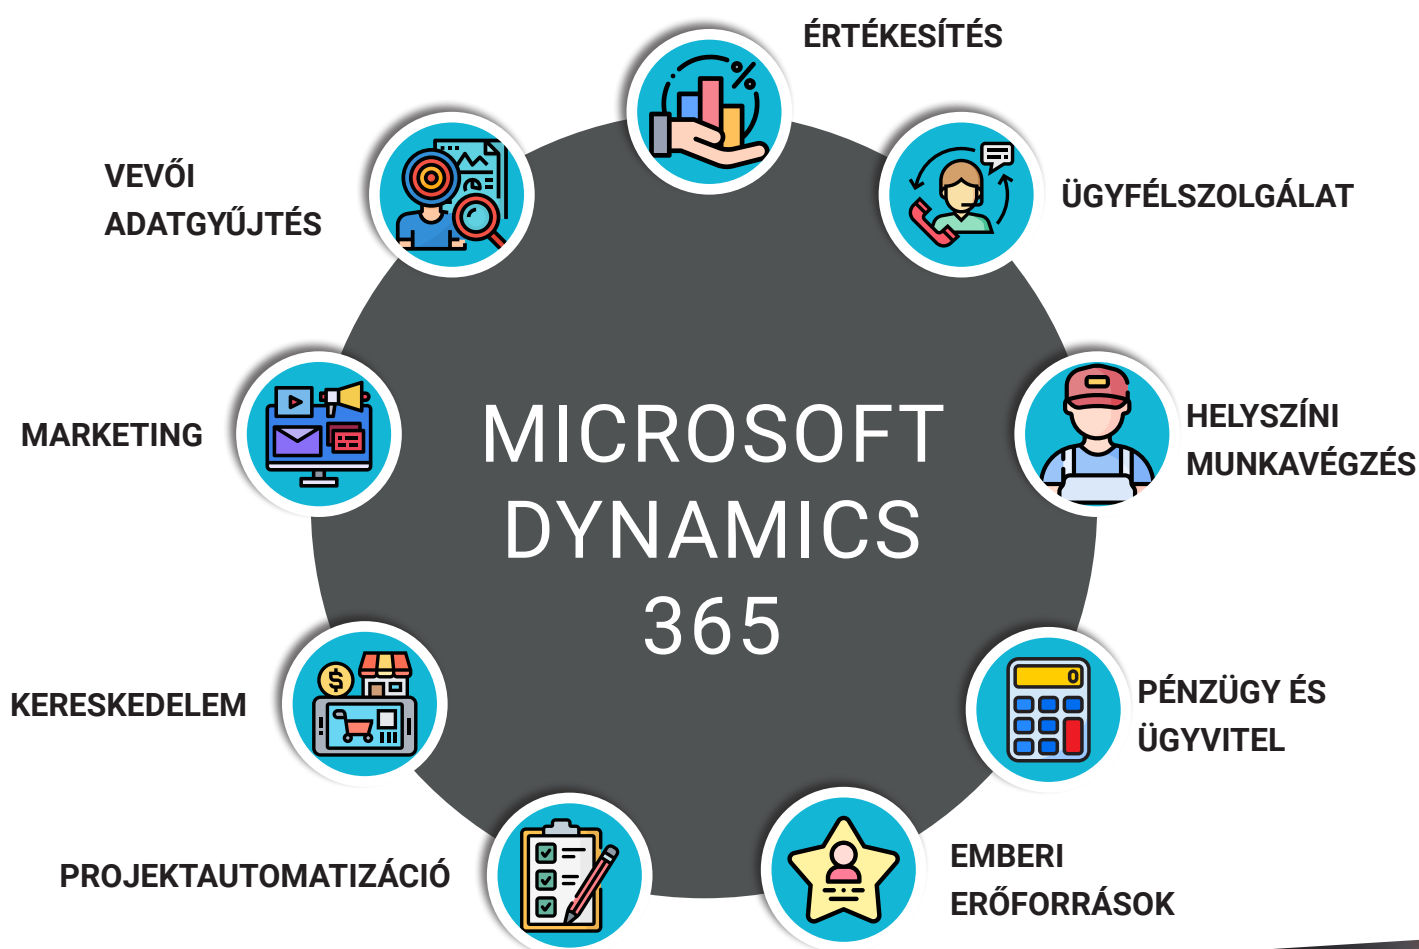 ÉRTÉKESÍTÉS
VEVŐI
ADATGYŰJTÉS
ÜGYFÉLSZOLGÁLAT
MARKETING
HELYSZÍNI
MUNKAVÉGZÉS
MICROSOFT
DYNAMICS
365
KERESKEDELEM
PÉNZÜGY ÉS
ÜGYVITEL
PROJEKTAUTOMATIZÁCIÓ
EMBERI
ERŐFORRÁSOK